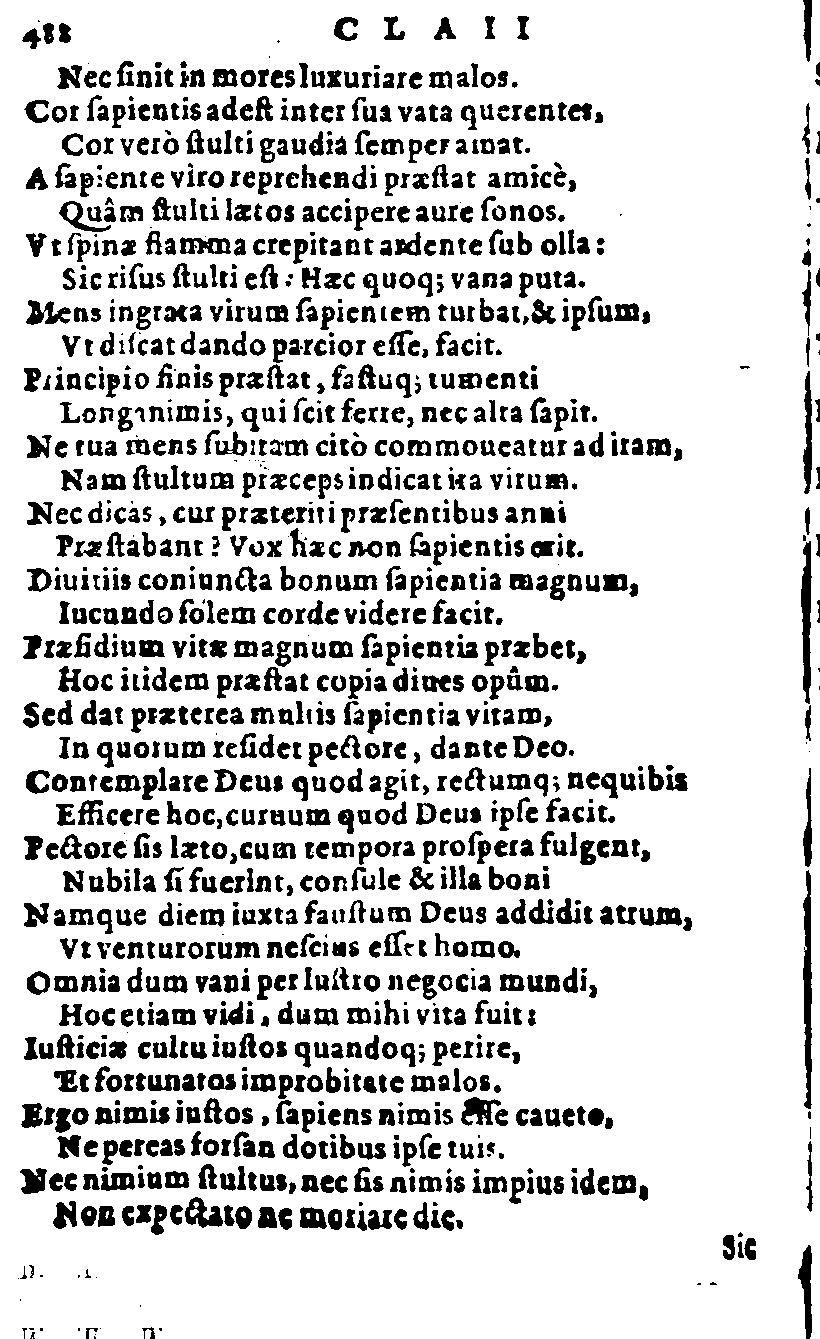 488 CLAII
Nec ſinit in mores luxuriare malos.
Cor ſapientis adeſt inter ſua vata querentes,
Cor verò ſtulti gaudia ſemper amat.
A ſapiente viro reprehendi præſtat amicè,
Quâm ſtulti lætos accipere aure ſonos.
Vt ſpinæ flamma crepitant ardente ſub olla:
Sic riſus ſtulti eſt: Hæc quoq; vana puta.
Mens ingrata virum ſapientem turbat, & ipſum,
Vt diſcat dando parcior eſſe, facit.
Principio finis præſtat, faſtuq; tumenti
Longanimis, qui ſcit ferre, nec alta ſapit.
Ne tua mens ſubitam citò commoueatur ad iram,
Nam ſtultum præceps indicat ira virum.
Nec dicas, cur præteriti præſentibus anni
Præſtabant? Vox hæc non ſapientis erit.
Diuitiis coniuncta bonum ſapientia magnum,
Iucundo ſolem corde videre facit.
Præſidium vitæ magnum ſapientia præbet,
Hoc itidem præſtat copia diues opûm.
Sed dat præterea multis ſapientia vitam,
In quorum reſidet pectore, dante Deo.
Contemplare Deus quod agit, rectumq; nequibis
Efficere hoc, curuum quod Deus ipſe facit.
Pectore ſis læto, cum tempora proſpera fulgent,
Nubila ſi fuerint, conſule & illa boni
Namque diem iuxta fauſtum Deus addidit atrum,
Vt venturorum neſcius eſſet homo.
Omnia dum vani perluſtro negocia mundi,
Hoc etiam vidi, dum mihi vita fuit:
Iuſticiæ cultu iuſtos quandoq; perire,
Et fortunatos improbitate malos.
Ergo nimis iuſtos, ſapiens nimis eſſe caueto,
Ne pereas forſan dotibus ipſe tuis.
Nec nimium ſtultus, nec ſis nimis impius idem,
Non expectato ne moriare die.
Sic